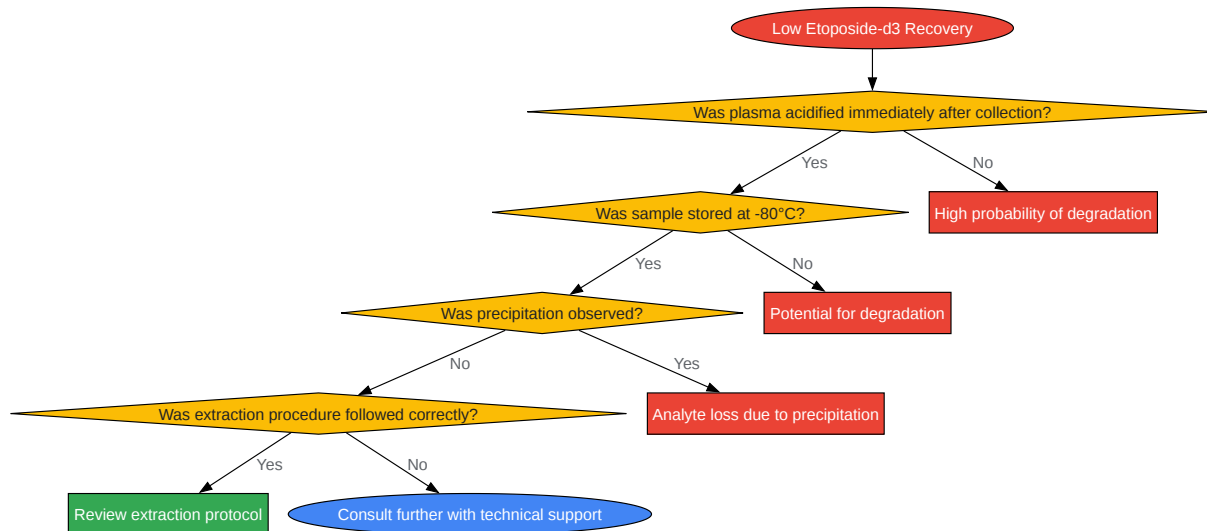 Low Etoposide-d3 Recovery
Was plasma acidified immediately after collection?
Yes
No
Was sample stored at -80°C?
High probability of degradation
Yes
No
Was precipitation observed?
Potential for degradation
No
Yes
Was extraction procedure followed correctly?
Analyte loss due to precipitation
Yes
No
Review extraction protocol
Consult further with technical support